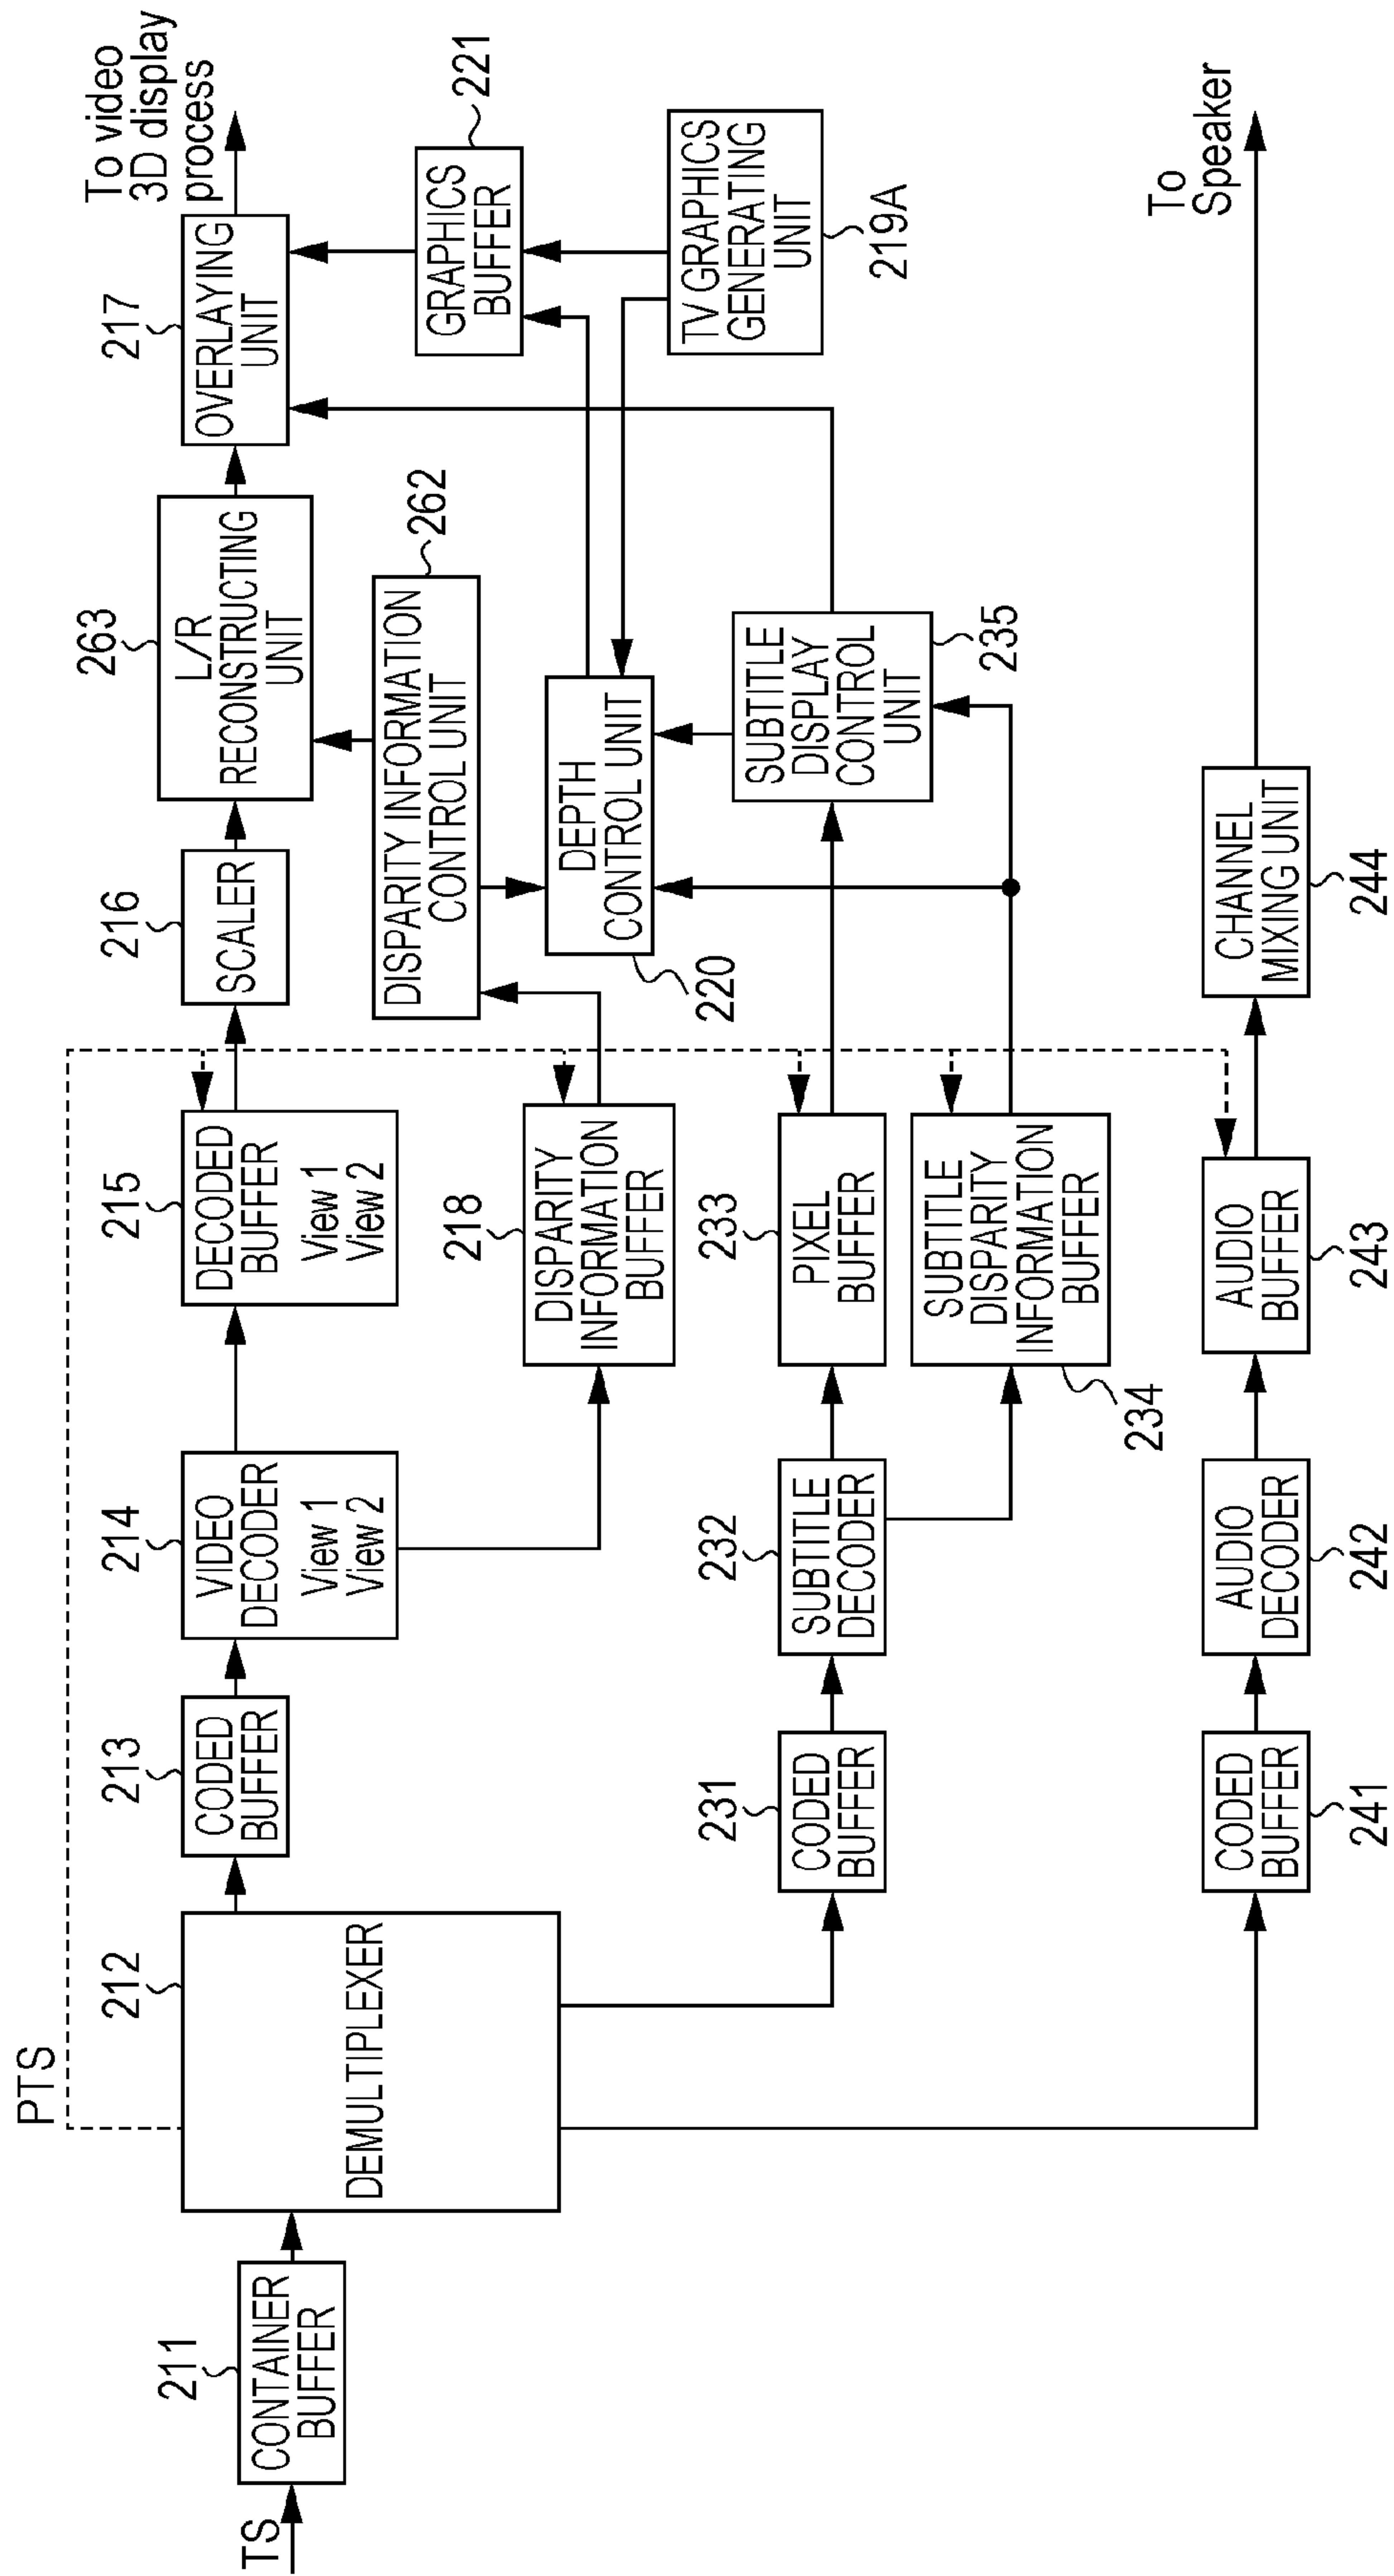 PTS
TS
211
CONTAINER
BUFFER
212
DEMULTIPLEXER
213
CODED
BUFFER
214
VIDEO
DECODER
View 1
View 2
215
DECODED
BUFFER
View 1
View 2
216
SCALER
263
L/R
RECONSTRUCTING
UNIT
217
OVERLAYING
UNIT
To video
3D display
process
218
DISPARITY
INFORMATION
BUFFER
262
DISPARITY INFORMATION
CONTROL UNIT
220
DEPTH
CONTROL UNIT
221
GRAPHICS
BUFFER
219A
TV GRAPHICS
GENERATING
UNIT
231
CODED
BUFFER
232
SUBTITLE
DECODER
233
PIXEL
BUFFER
234
SUBTITLE
DISPARITY
INFORMATION
BUFFER
235
SUBTITLE
DISPLAY
CONTROL
UNIT
241
CODED
BUFFER
242
AUDIO
DECODER
243
AUDIO
BUFFER
244
CHANNEL
MIXING UNIT
To
Speaker